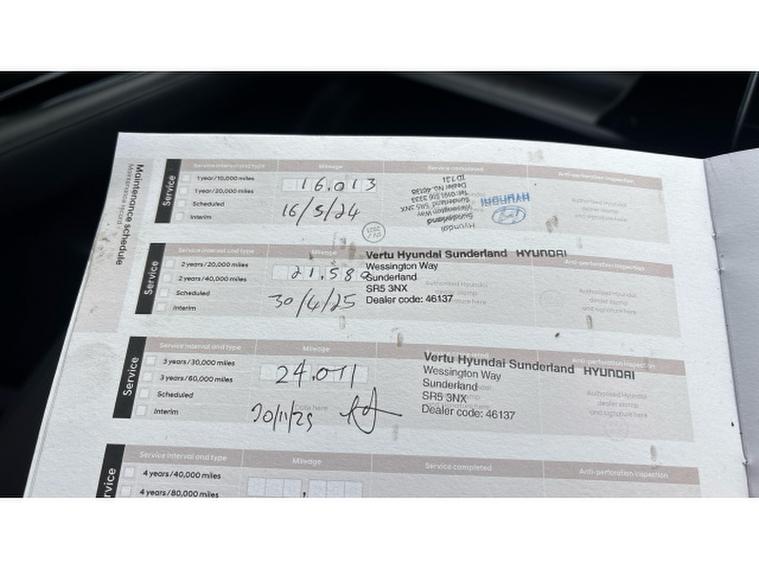 Maintenance schedule
Maintenance record
Service
Service interval and type
Mileage
Service completed
Anti-perforation inspection
1 year/10,000 miles
1 year/20,000 miles
Scheduled
Interim
16.013
16/5/24
Hyundai
Sunderland
Wessington Way
Sunderland SR5 3NX
Dealer No. 46138
HYUNDAI
Authorised Hyundai
dealer stamp
and signature here
Service
Service interval and type
Mileage
Anti-perforation inspection
2 years/20,000 miles
2 years/40,000 miles
Scheduled
Interim
21.580
30/4/25
Vertu Hyundai Sunderland HYUNDAI
Wessington Way
Sunderland
SR5 3NX
Dealer code: 46137
Authorised Hyundai
dealer stamp
and signature here
Service
Service interval and type
Mileage
Anti-perforation inspection
3 years/30,000 miles
3 years/60,000 miles
Scheduled
Interim
24.011
Date here
20/11/25
Vertu Hyundai Sunderland HYUNDAI
Wessington Way
Sunderland
SR5 3NX
Dealer code: 46137
Authorised Hyundai
dealer stamp
and signature here
Service interval and type
Mileage
Service completed
Anti-perforation inspection
4 years/40,000 miles
4 years/80,000 miles